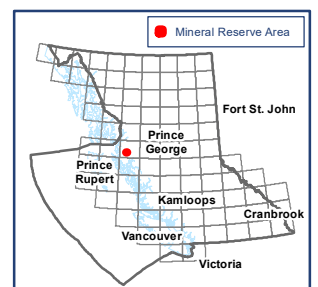 Mineral Reserve Area
Fort St. John
Prince
George
Prince
Rupert
Kamloops
Cranbrook
Vancouver
Victoria